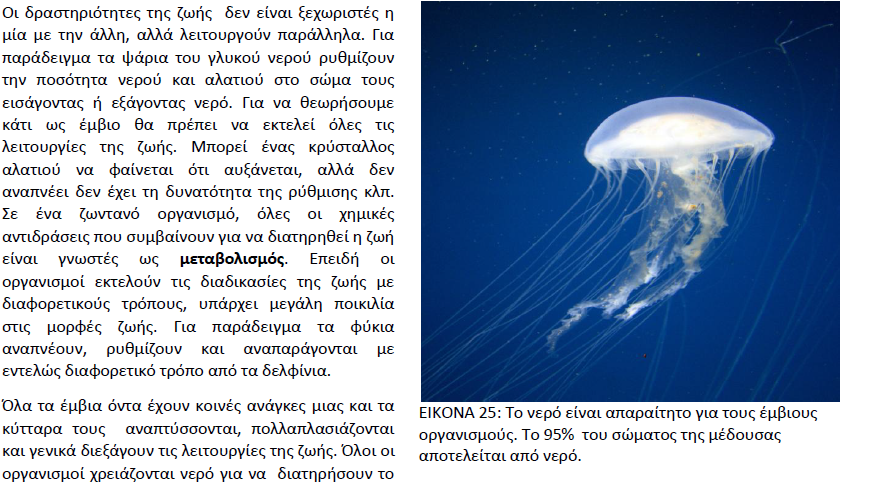 Οι δραστηριότητες της ζωής δεν είναι ξεχωριστές η
μία με την άλλη, αλλά λειτουργούν παράλληλα. Για
παράδειγμα τα ψάρια του γλυκού νερού ρυθμίζουν
την ποσότητα νερού και αλατιού στο σώμα τους
εισάγοντας ή εξάγοντας νερό. Για να θεωρήσουμε
κάτι ως έμβιο θα πρέπει να εκτελεί όλες τις
λειτουργίες της ζωής. Μπορεί ένας κρύσταλλος
αλατιού να φαίνεται ότι αυξάνεται, αλλά δεν
αναπνέει δεν έχει τη δυνατότητα της ρύθμισης κλπ.
Σε ένα ζωντανό οργανισμό, όλες οι χημικές
αντιδράσεις που συμβαίνουν για να διατηρηθεί η ζωή
είναι γνωστές ως μεταβολισμός. Επειδή οι
οργανισμοί εκτελούν τις διαδικασίες της ζωής με
διαφορετικούς τρόπους, υπάρχει μεγάλη ποικιλία
στις μορφές ζωής. Για παράδειγμα τα φύκια
αναπνέουν, ρυθμίζουν και αναπαράγονται με
εντελώς διαφορετικό τρόπο από τα δελφίνια.
Όλα τα έμβια όντα έχουν κοινές ανάγκες μιας και τα
κύτταρα τους αναπτύσσονται, πολλαπλασιάζονται
και γενικά διεξάγουν τις λειτουργίες της ζωής. Όλοι οι
οργανισμοί χρειάζονται νερό για να διατηρήσουν το
ΕΙΚΟΝΑ 25: Το νερό είναι απαραίτητο για τους έμβιους
οργανισμούς. Το 95% του σώματος της μέδουσας
αποτελείται από νερό.